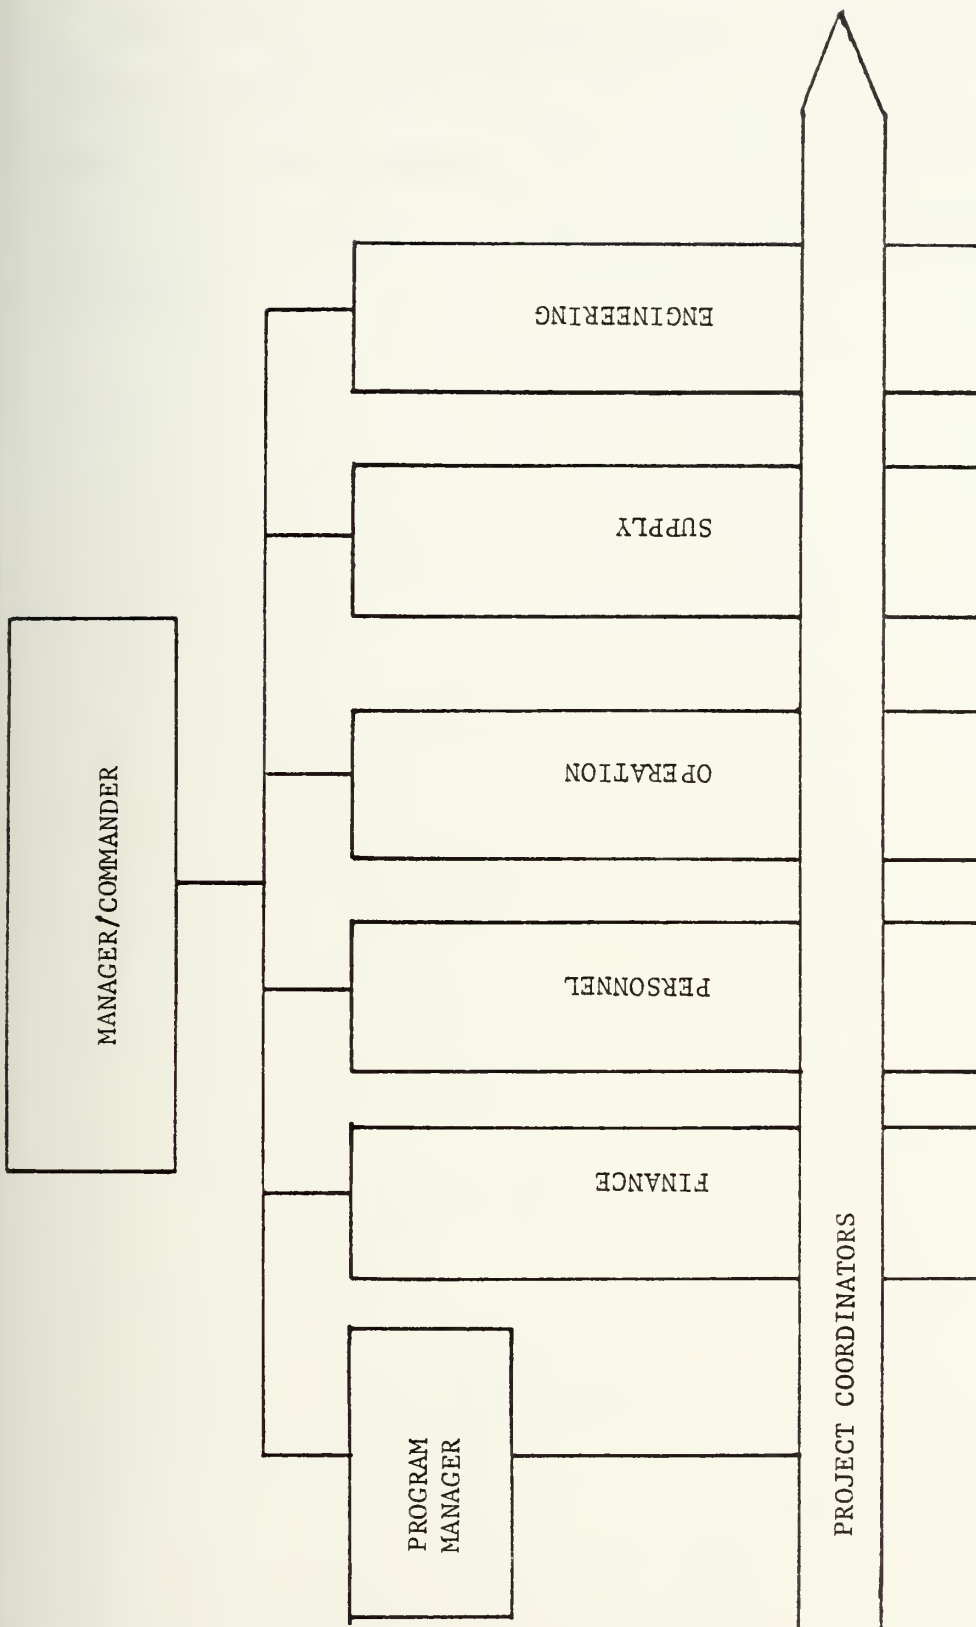 MANAGER/COMMANDER
PROGRAM
MANAGER
FINANCE
PERSONNEL
OPERATION
SUPPLY
ENGINEERING
PROJECT COORDINATORS